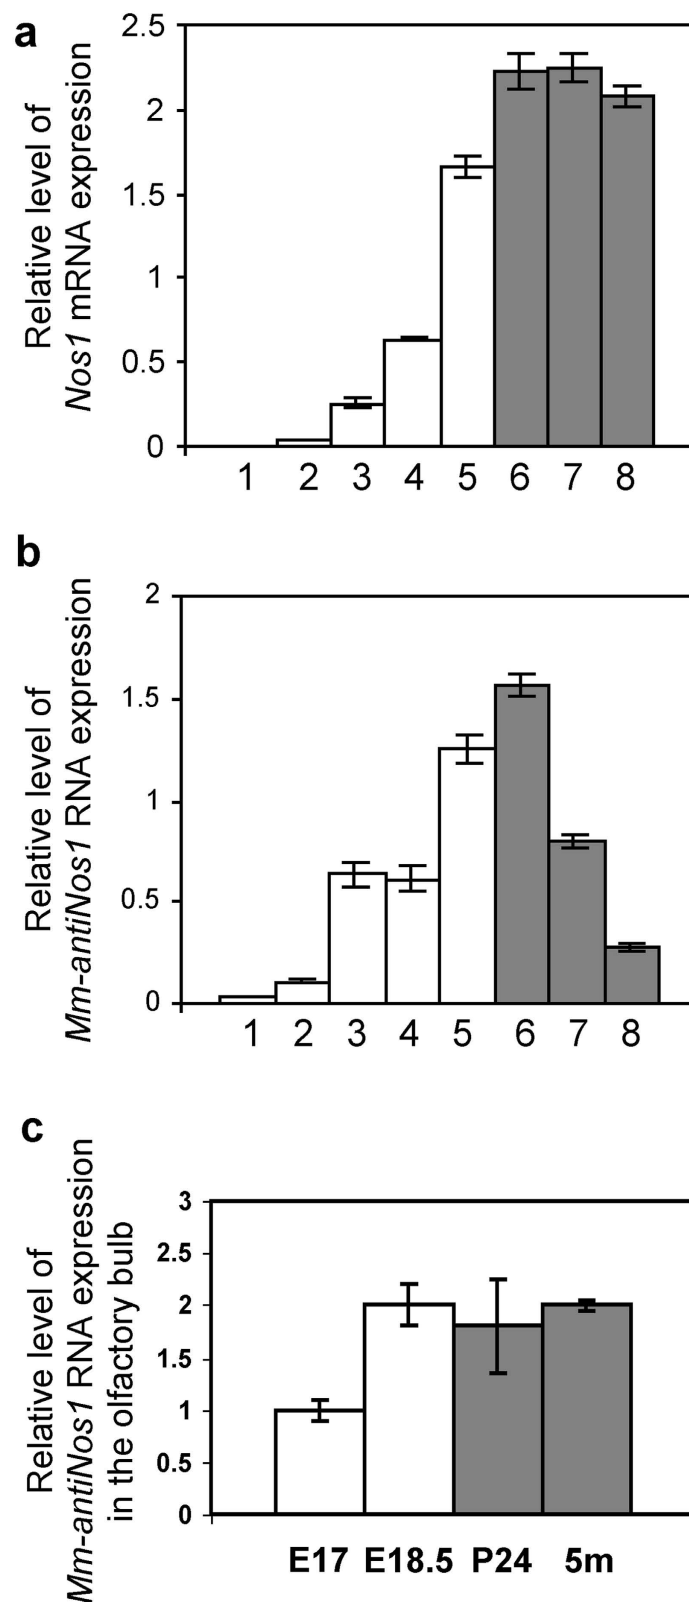 a
Relative level of
Nos1 mRNA expression
2.5
2
1.5
1
0.5
0
1 2 3 4 5 6 7 8
b
Relative level of
Mm-antiNos1 RNA expression
2
1.5
1
0.5
0
1 2 3 4 5 6 7 8
c
Relative level of
Mm-antiNos1 RNA expression
in the olfactory bulb
3
2.5
2
1.5
1
0.5
0
E17 E18.5 P24 5m